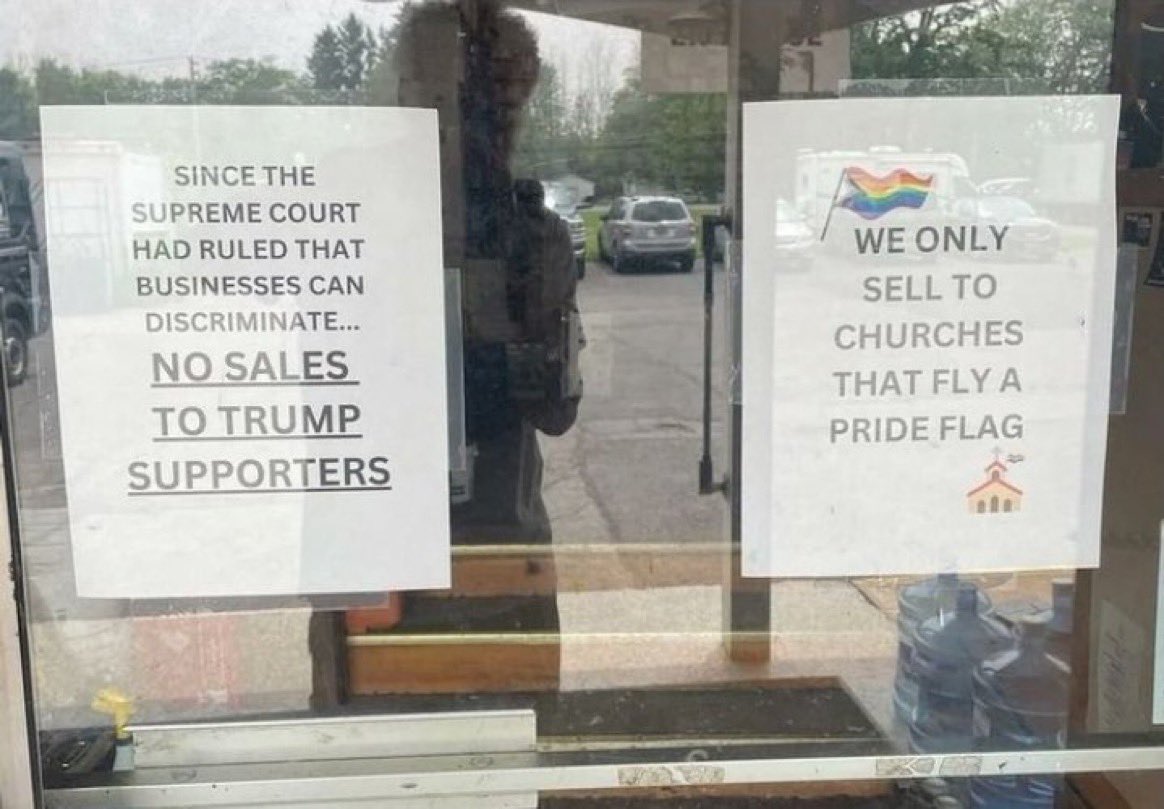 SINCE THE
SUPREME COURT
HAD RULED THAT
BUSINESSES CAN
DISCRIMINATE...
NO SALES
TO TRUMP
SUPPORTERS
WE ONLY
SELL TO
CHURCHES
THAT FLY A
PRIDE FLAG